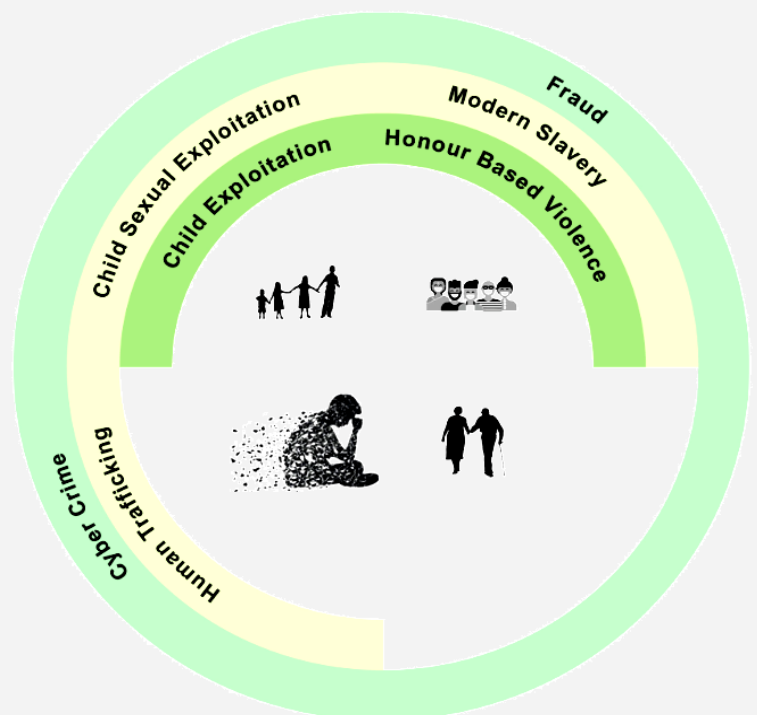 Fraud
Modern Slavery
Child Sexual Exploitation
Child Exploitation
Honour Based Violence
Human Trafficking
Cyber Crime